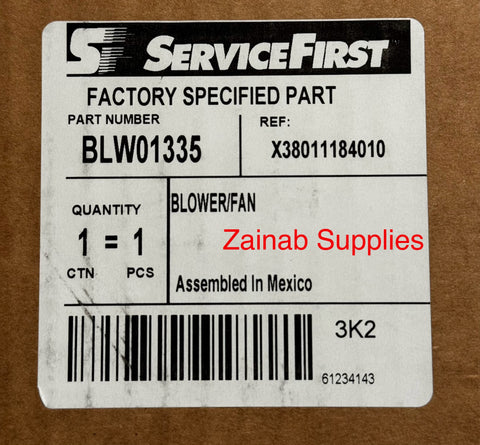 SF SERVICEFIRST
FACTORY SPECIFIED PART
PART NUMBER
BLW01335
REF:
X38011184010
QUANTITY
1 = 1
CTN PCS
BLOWER/FAN
Zainab Supplies
Assembled In Mexico
3K2
61234143